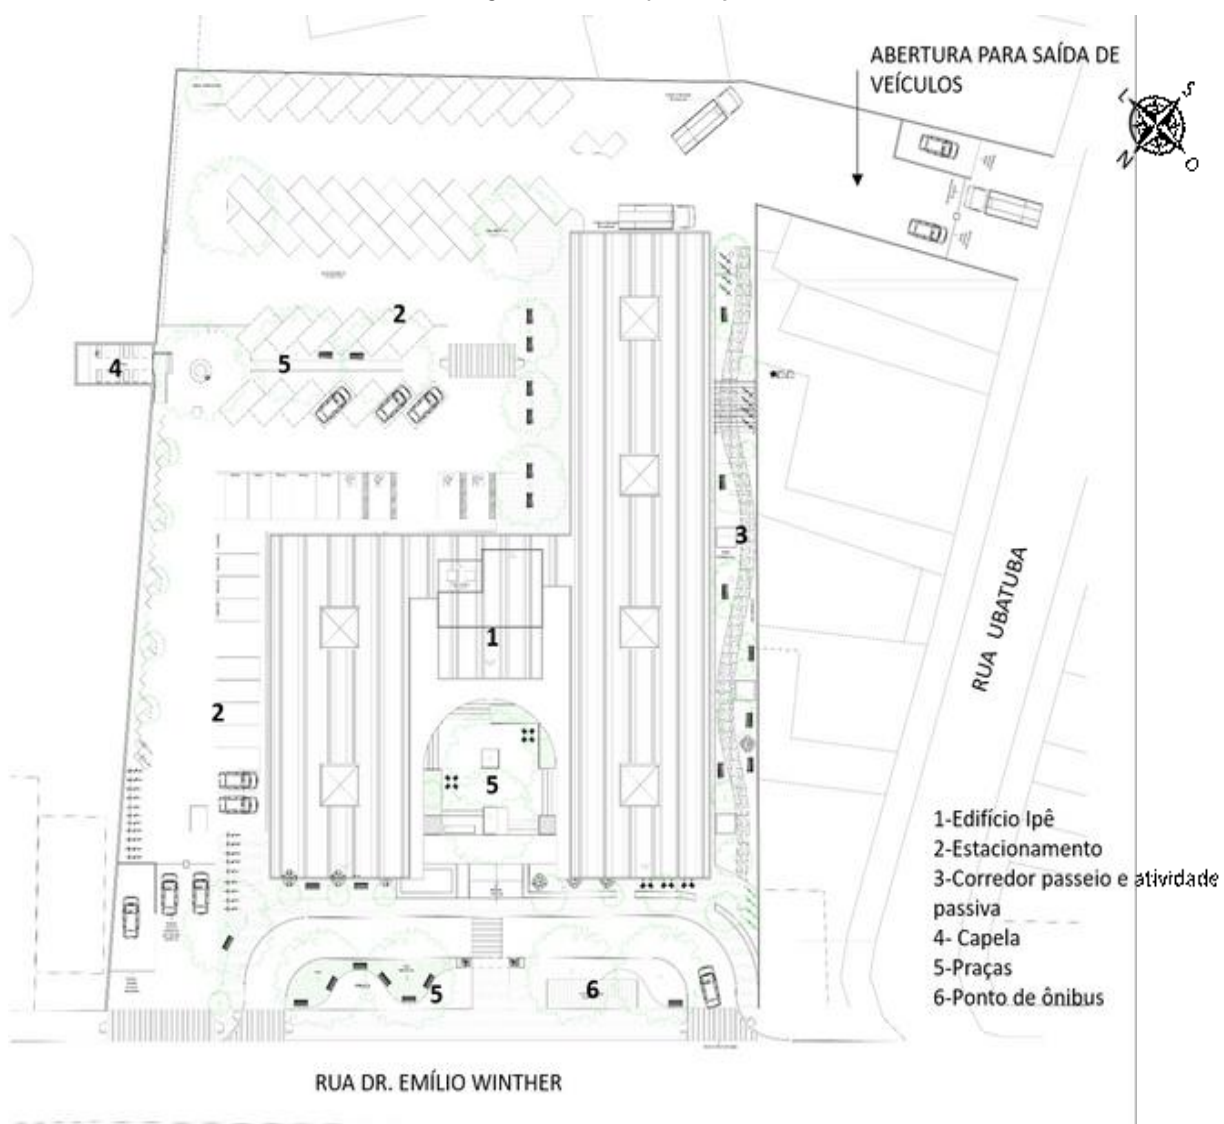 ABERTURA PARA SAÍDA DE
VEÍCULOS
L
S
N
O
2
4
5
3
1
RUA UBATUBA
2
5
1-Edifício Ipê
2-Estacionamento
3-Corredor passeio e atividade
passiva
4- Capela
5-Praças
6-Ponto de ônibus
5
6
RUA DR. EMÍLIO WINTHER